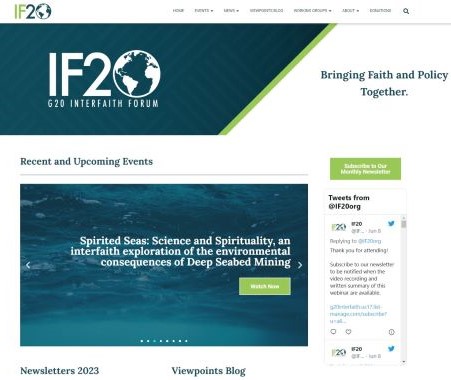 IF20
HOME EVENTS NEWS VIEWPOINTS BLOG WORKING GROUPS ABOUT DONATIONS
IF20
G20 INTERFAITH FORUM
Bringing Faith and Policy
Together.
Recent and Upcoming Events
Subscribe to Our
Monthly Newsletter
Spirited Seas: Science and Spirituality, an
interfaith exploration of the environmental
consequences of Deep Seabed Mining
Watch Now
Tweets from
@IF20org
IF20
IF20
@IF... · Jun 8
Replying to @IF20org
Thank you for attending!
Subscribe to our newsletter
to be notified when the
video recording and
written summary of this
webinar are available.
g20interfaith.us17.list-
manage.com/subscribe?
u=a6...
IF20
IF20
@IF... · Jun 8
Newsletters 2023
Viewpoints Blog